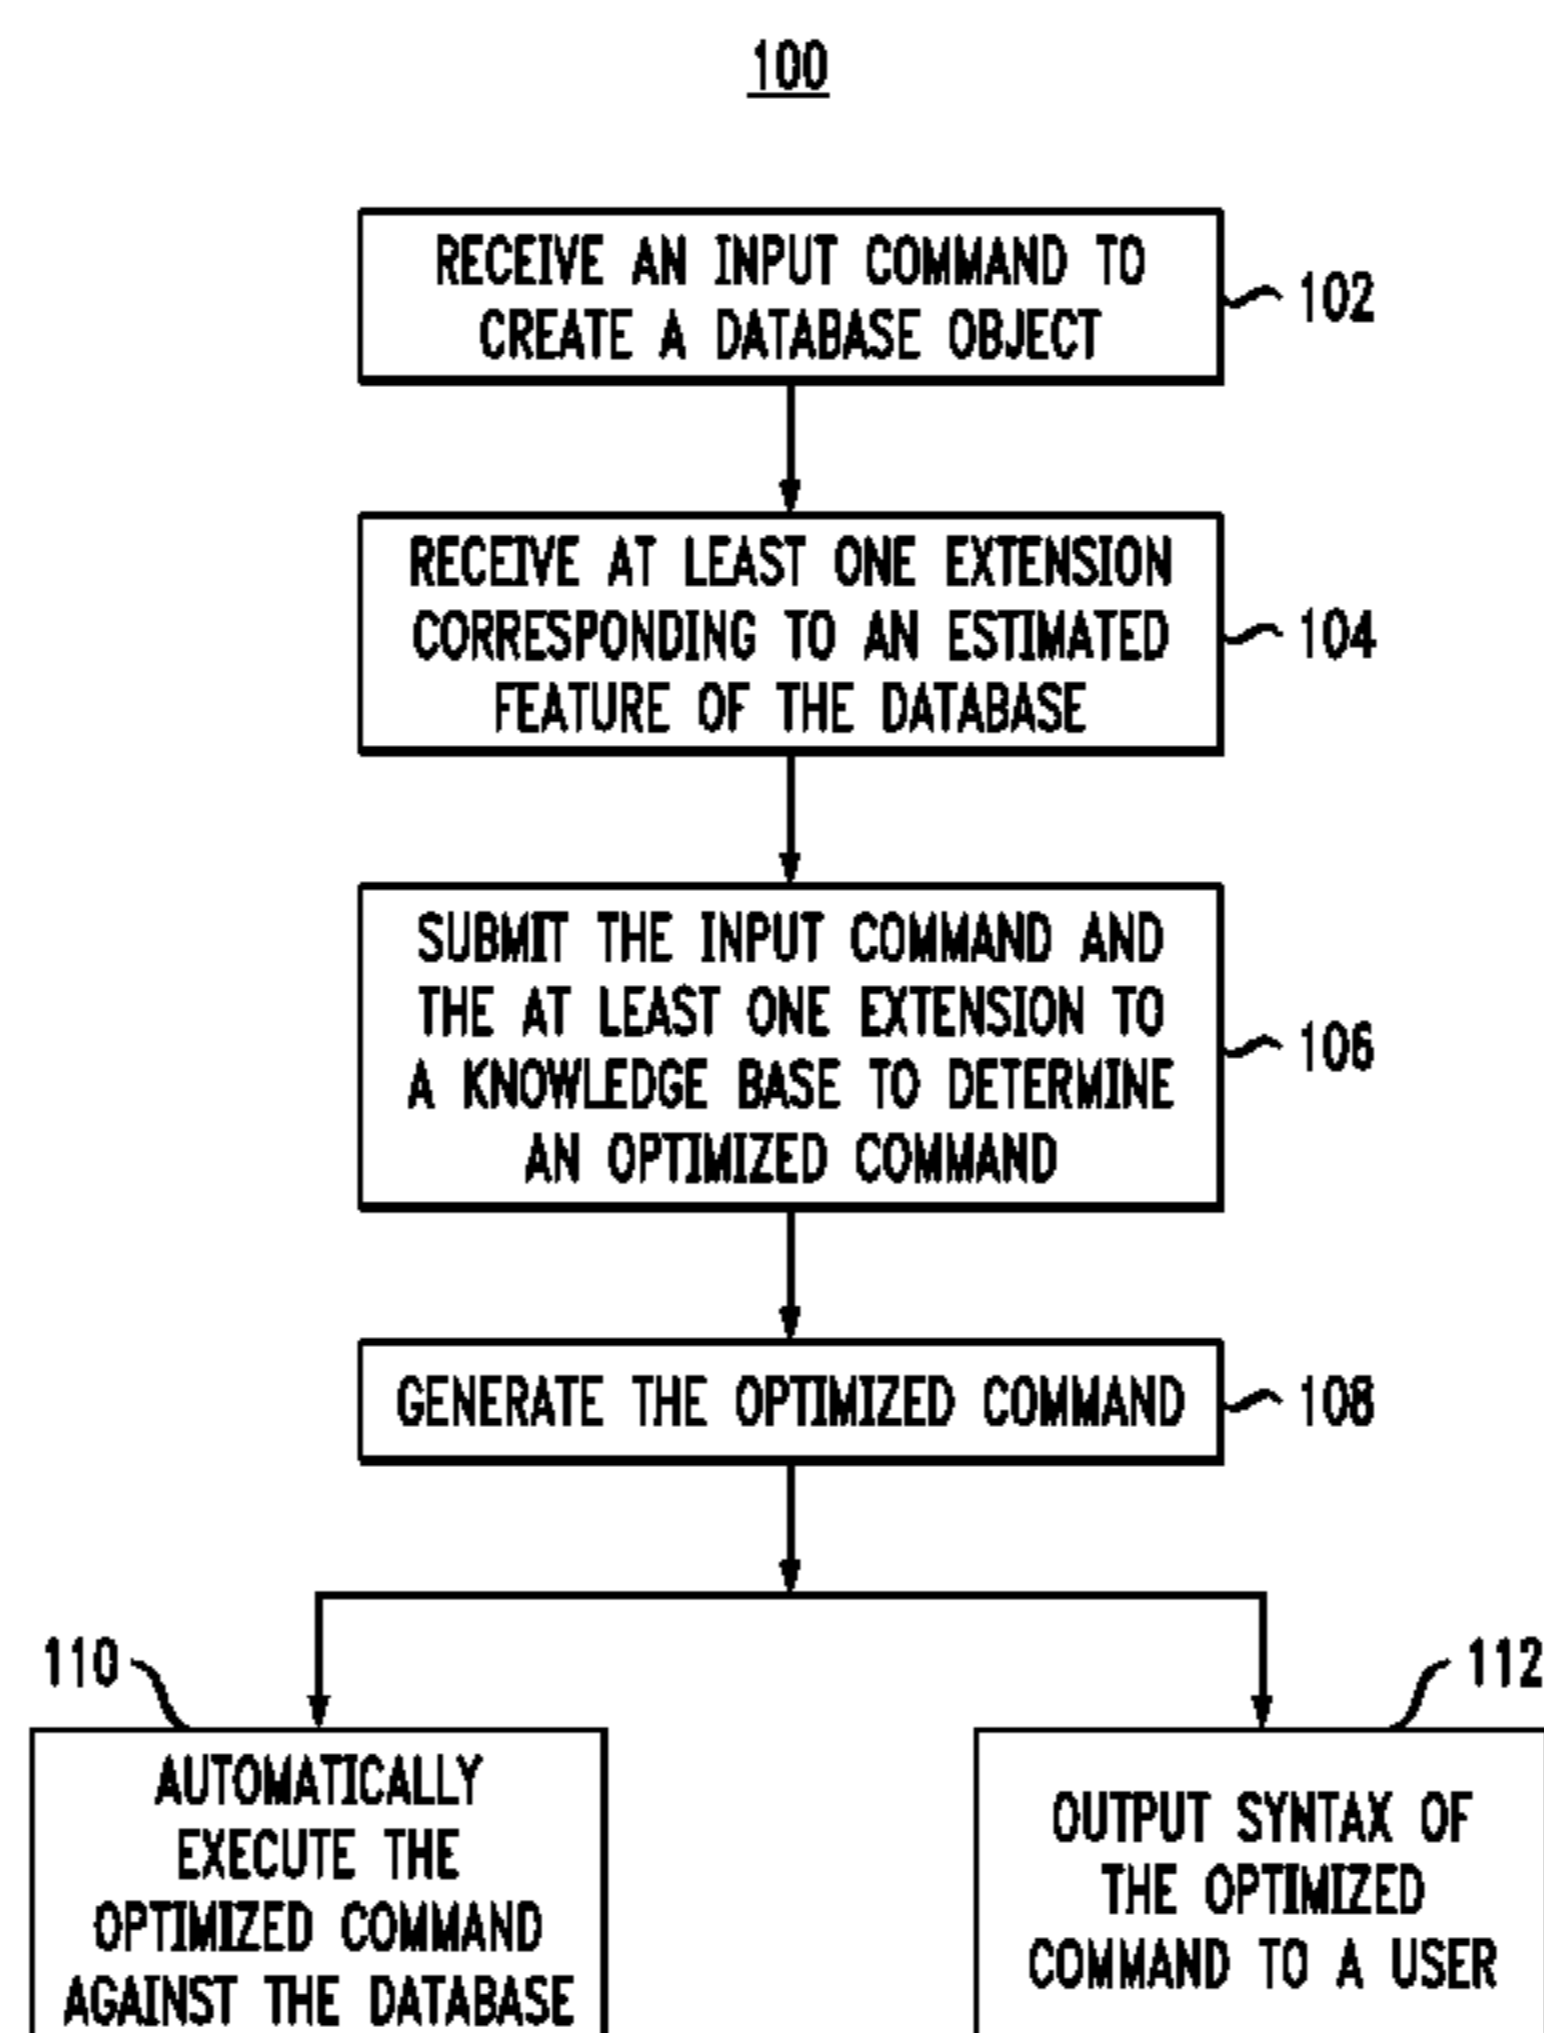 100
RECEIVE AN INPUT COMMAND TO
CREATE A DATABASE OBJECT
102
RECEIVE AT LEAST ONE EXTENSION
CORRESPONDING TO AN ESTIMATED
FEATURE OF THE DATABASE
104
SUBMIT THE INPUT COMMAND AND
THE AT LEAST ONE EXTENSION TO
A KNOWLEDGE BASE TO DETERMINE
AN OPTIMIZED COMMAND
106
GENERATE THE OPTIMIZED COMMAND
108
110
AUTOMATICALLY
EXECUTE THE
OPTIMIZED COMMAND
AGAINST THE DATABASE
112
OUTPUT SYNTAX OF
THE OPTIMIZED
COMMAND TO A USER